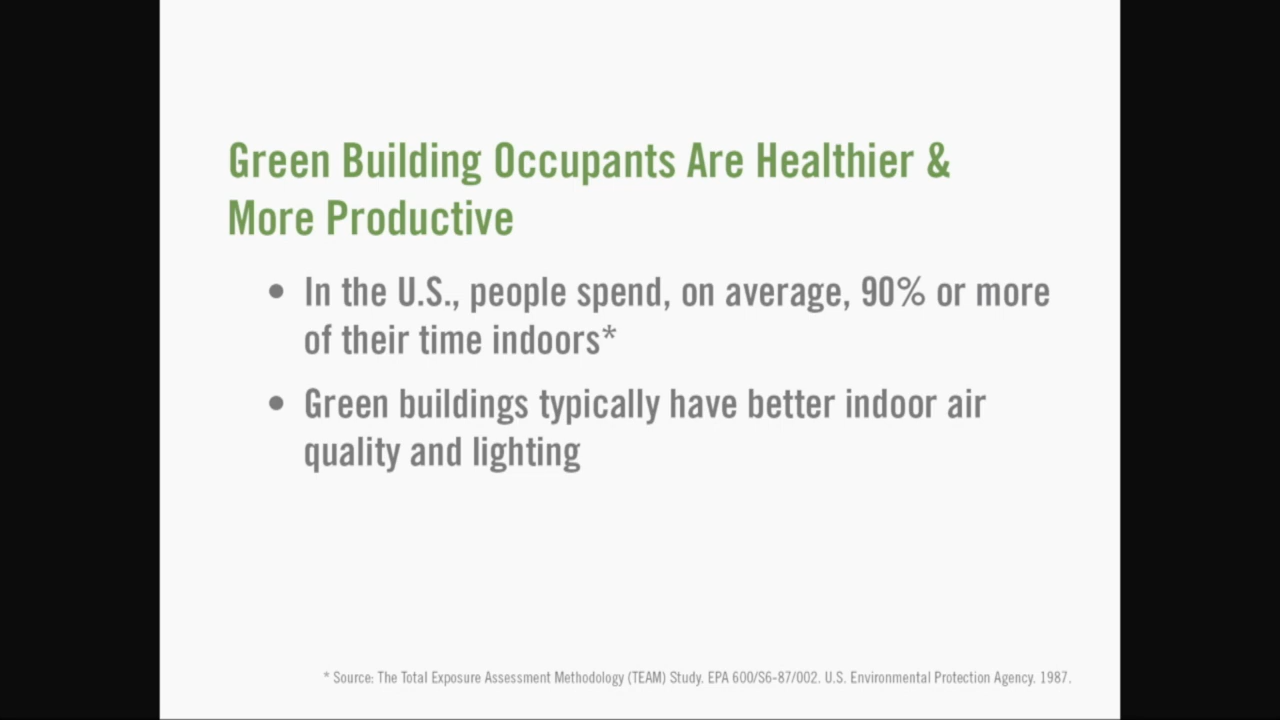 Green Building Occupants Are Healthier &
More Productive
• In the U.S., people spend, on average, 90% or more
of their time indoors*
• Green buildings typically have better indoor air
quality and lighting
* Source: The Total Exposure Assessment Methodology (TEAM) Study. EPA 600/S6-87/002. U.S. Environmental Protection Agency. 1987.